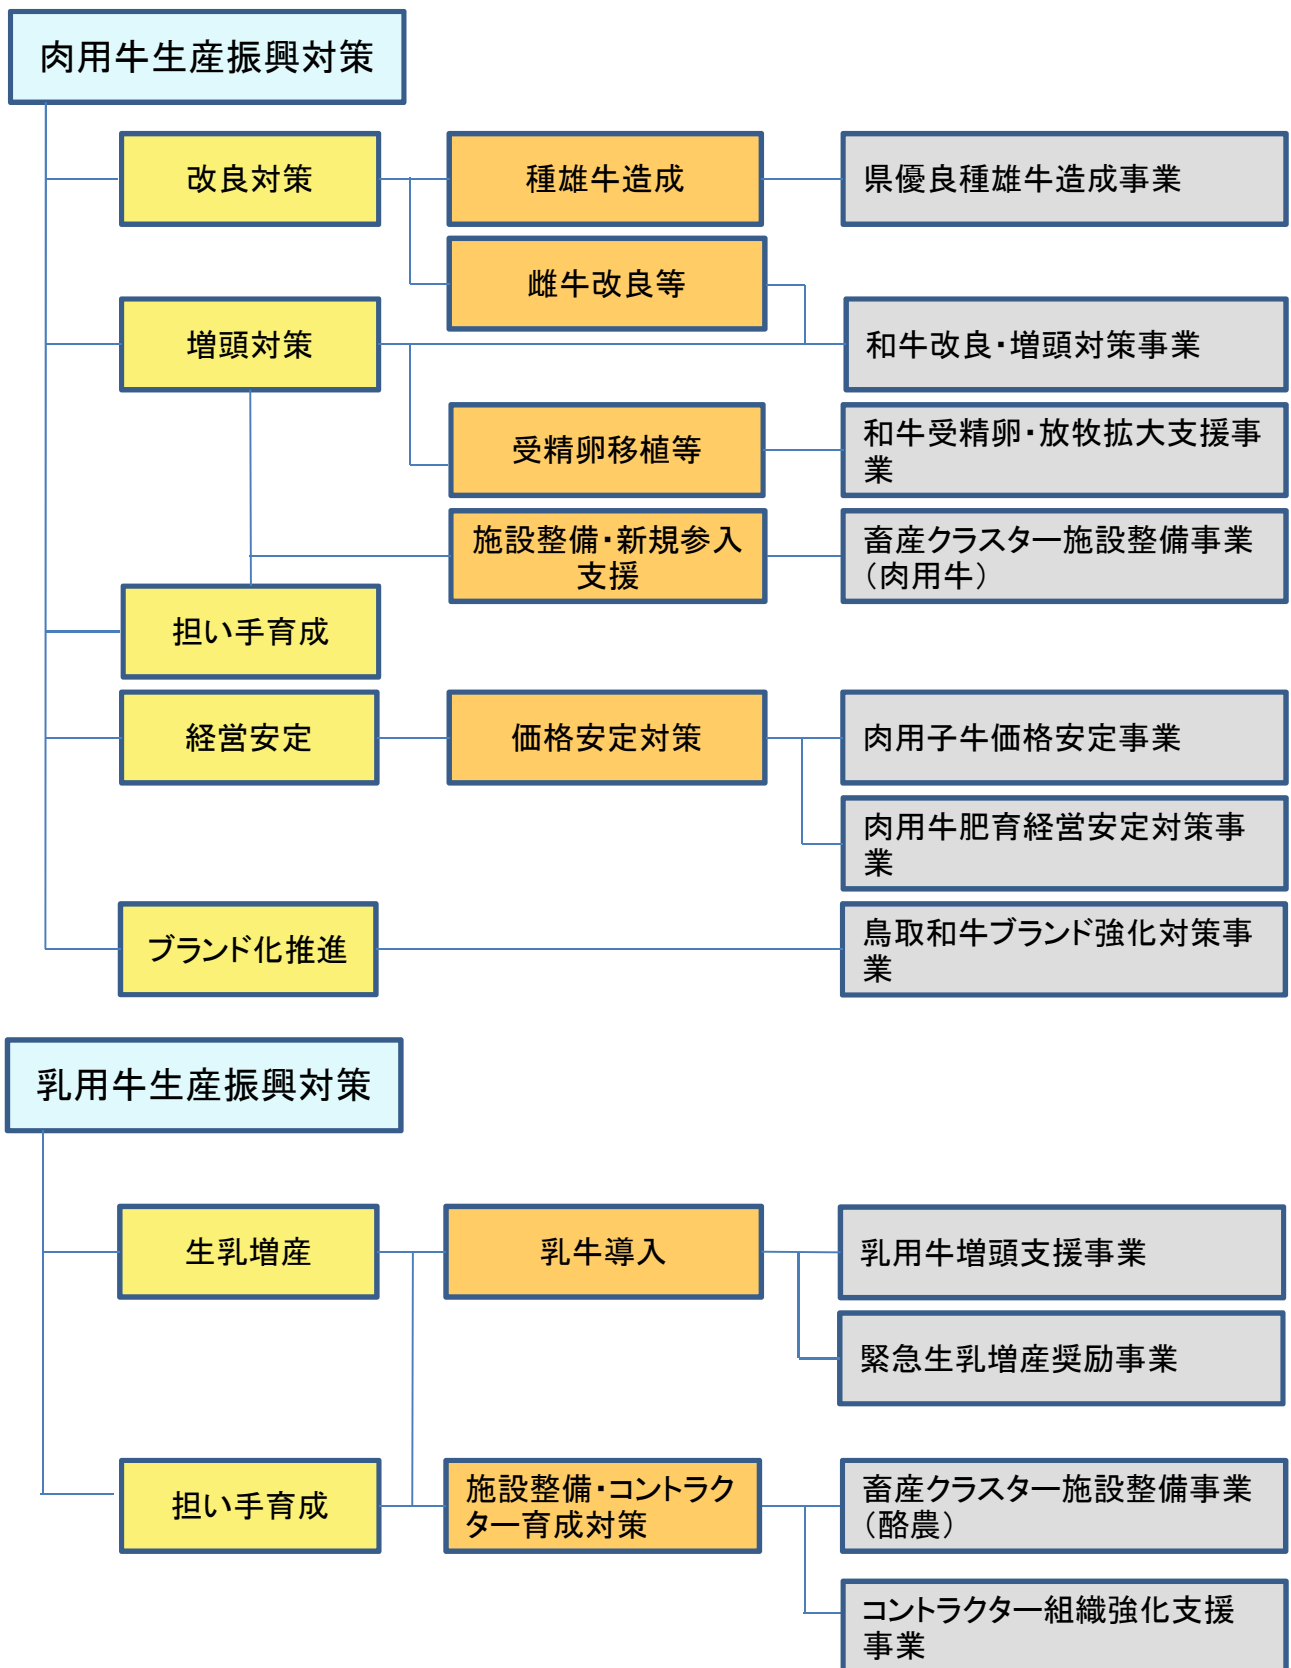 肉用牛生産振興対策
改良対策
種雄牛造成
県優良種雄牛造成事業
雌牛改良等
増頭対策
和牛改良・増頭対策事業
受精卵移植等
和牛受精卵・放牧拡大支援事
業
施設整備・新規参入
支援
畜産クラスター施設整備事業
（肉用牛）
担い手育成
経営安定
価格安定対策
肉用子牛価格安定事業
肉用牛肥育経営安定対策事
業
ブランド化推進
鳥取和牛ブランド強化対策事
業
乳用牛生産振興対策
生乳増産
乳牛導入
乳用牛増頭支援事業
緊急生乳増産奨励事業
担い手育成
施設整備・コントラク
ター育成対策
畜産クラスター施設整備事業
（酪農）
コントラクター組織強化支援
事業